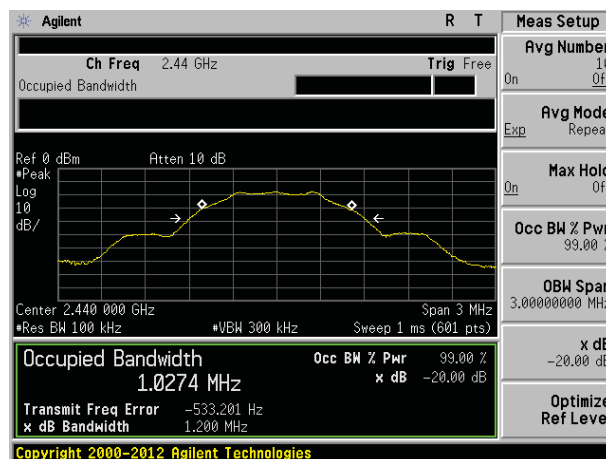 Agilent R T
Ch Freq 2.44 GHz Trig Free
Occupied Bandwidth
Ref 0 dBm Atten 10 dB
#Peak
Log
10
dB/
Center 2.440 000 GHz Span 3 MHz
#Res BW 100 kHz #VBW 300 kHz Sweep 1 ms (601 pts)
Occupied Bandwidth
1.0274 MHz
Occ BW % Pwr 99.00 %
x dB -20.00 dB
Transmit Freq Error -533.201 Hz
x dB Bandwidth 1.200 MHz
Copyright 2000-2012 Agilent Technologies
Meas Setup
Avg Number
10
On Of
Avg Mode
Exp Repea
Max Hold
On Of
Occ BW % Pwr
99.00 %
OBW Span
3.00000000 MH
x dB
-20.00 dB
Optimize
Ref Leve